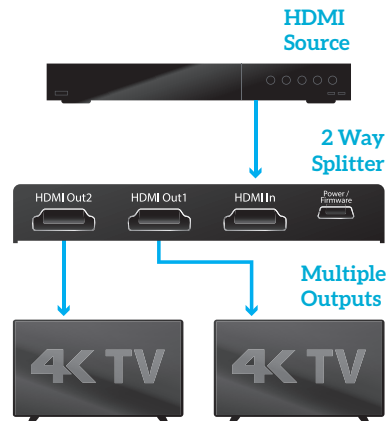 HDMI
Source
2 Way
Splitter
HDMI Out2 HDMI Out1 HDMI In Power /
Firmware
Multiple
Outputs
4K TV 4K TV